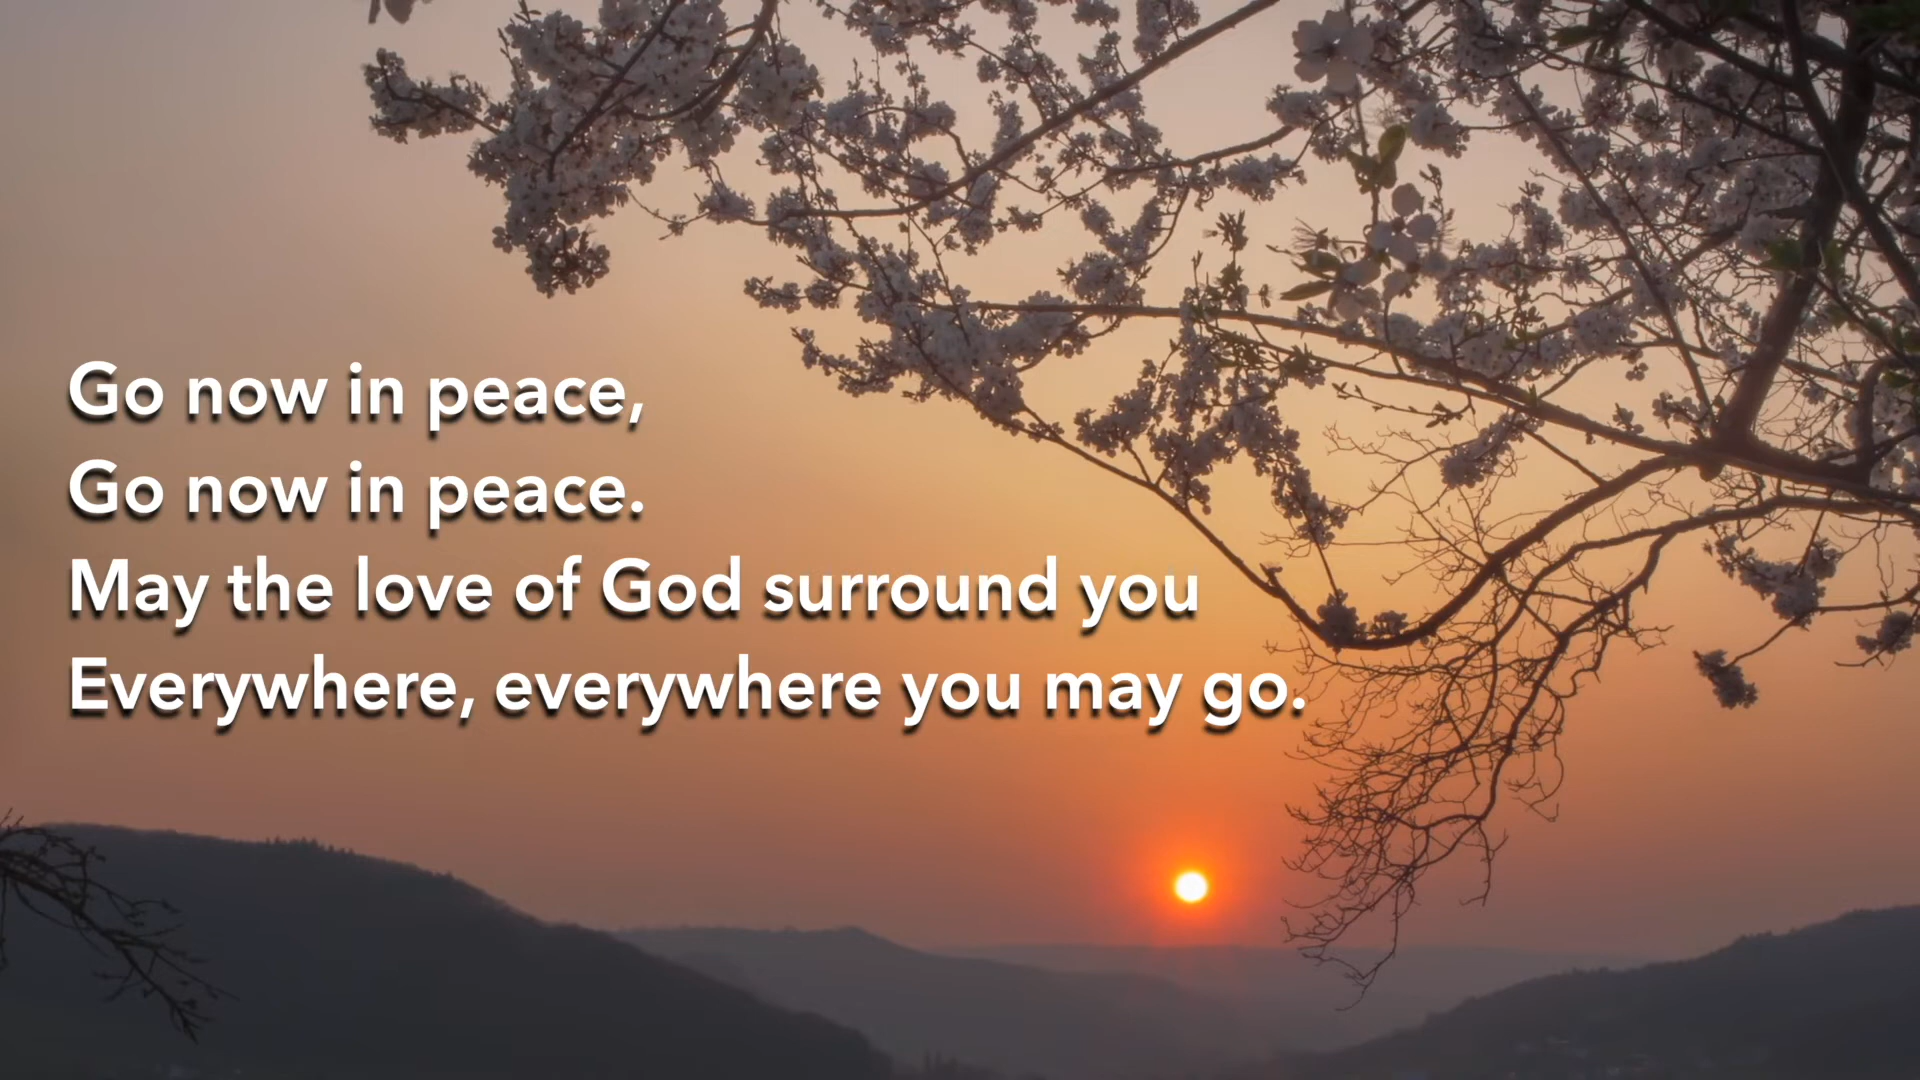 Go now in peace,
Go now in peace.
May the love of God surround you
Everywhere, everywhere you may go.